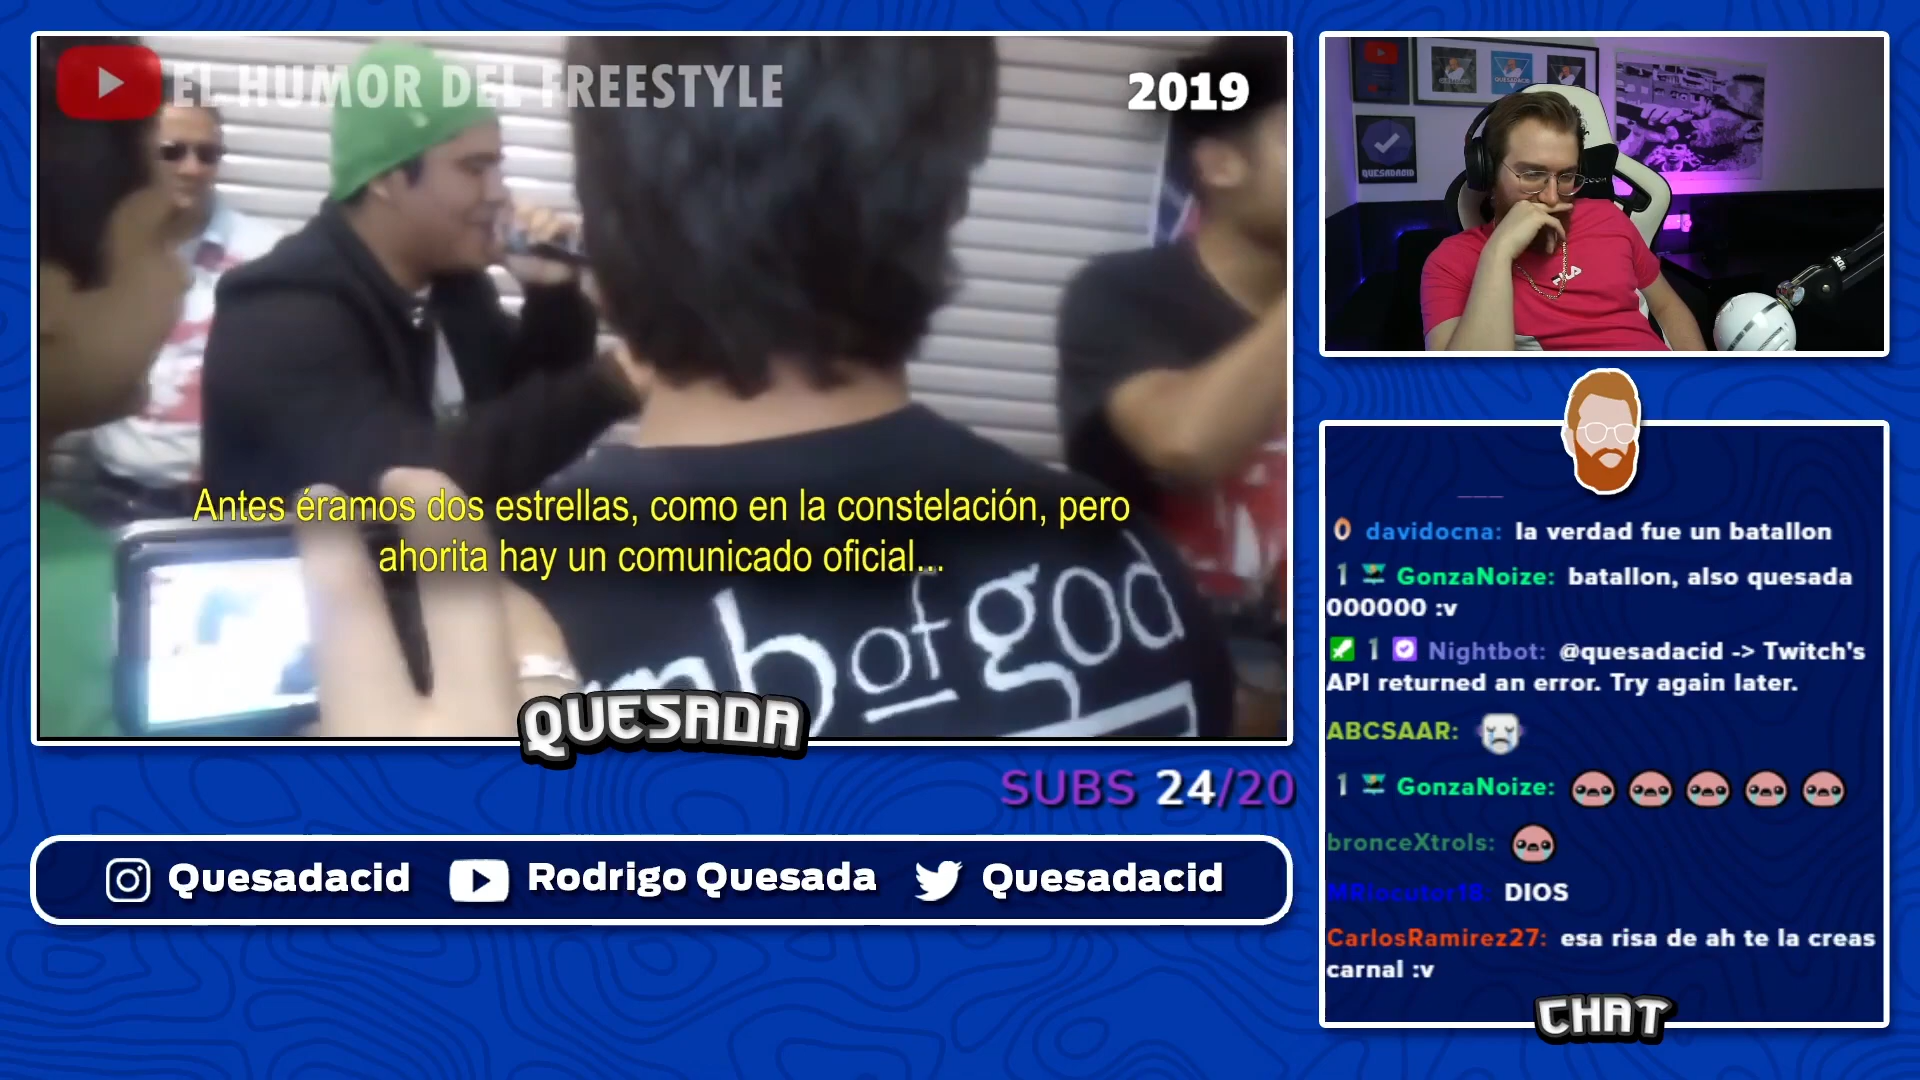 EL HUMOR DEL FREESTYLE
2019
Antes éramos dos estrellas, como en la constelación, pero
ahorita hay un comunicado oficial...
of god
QUESADA
SUBS 24/20
Quesadacid
Rodrigo Quesada
Quesadacid
QUESADACID
davidocna: la verdad fue un batallon
1 GonzaNoize: batallon, also quesada
000000 :v
1 Nightbot: @quesadacid -> Twitch's
API returned an error. Try again later.
ABCSAAR:
1 GonzaNoize:
bronceXtrols:
MRlocutor18: DIOS
CarlosRamirez27: esa risa de ah te la creas
carnal :v
CHAT